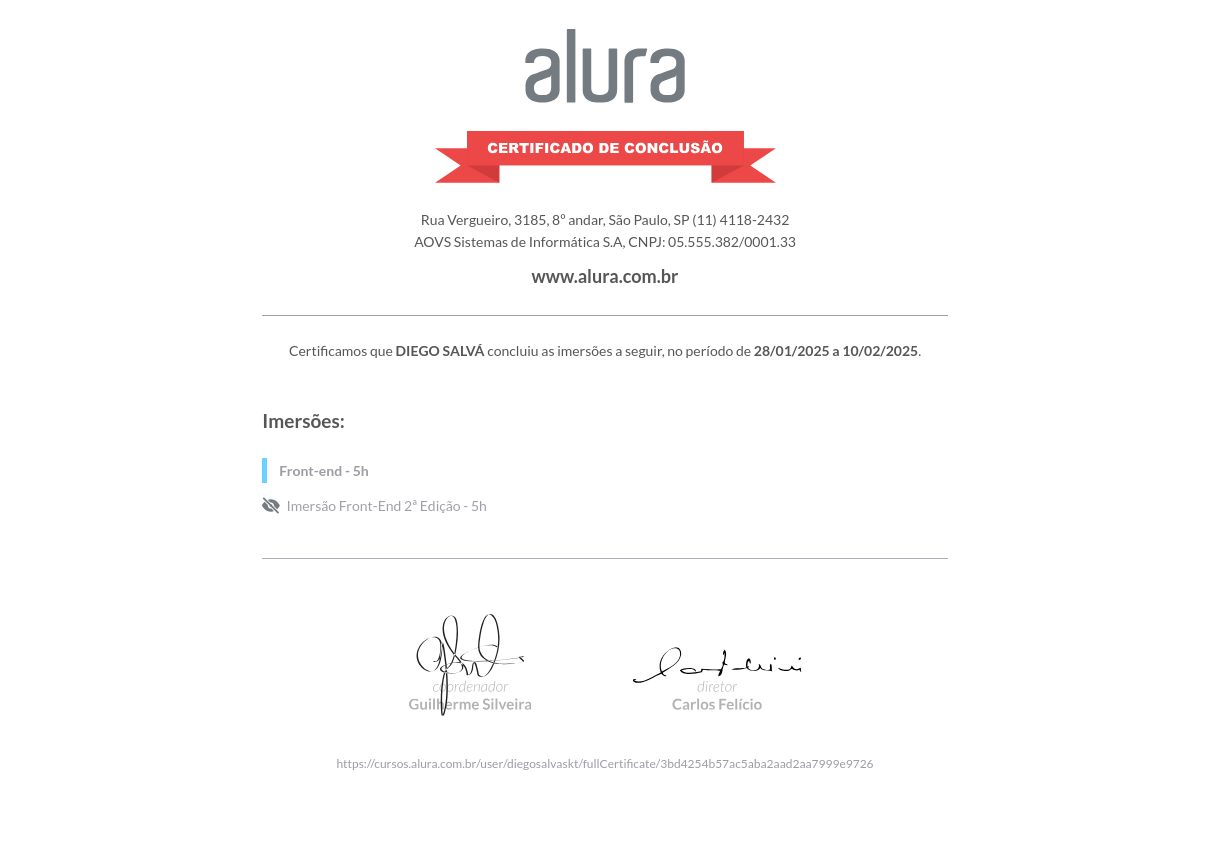 alura
CERTIFICADO DE CONCLUSÃO
Rua Vergueiro, 3185, 8º andar, São Paulo, SP (11) 4118-2432
AOVS Sistemas de Informática S.A, CNPJ: 05.555.382/0001.33
www.alura.com.br
Certificamos que DIEGO SALVÁ concluiu as imersões a seguir, no período de 28/01/2025 a 10/02/2025.
Imersões:
Front-end - 5h
Imersão Front-End 2ª Edição - 5h
coordenador
Guilherme Silveira
diretor
Carlos Felício
https://cursos.alura.com.br/user/diegosalvaskt/fullCertificate/3bd4254b57ac5aba2aad2aa7999e9726